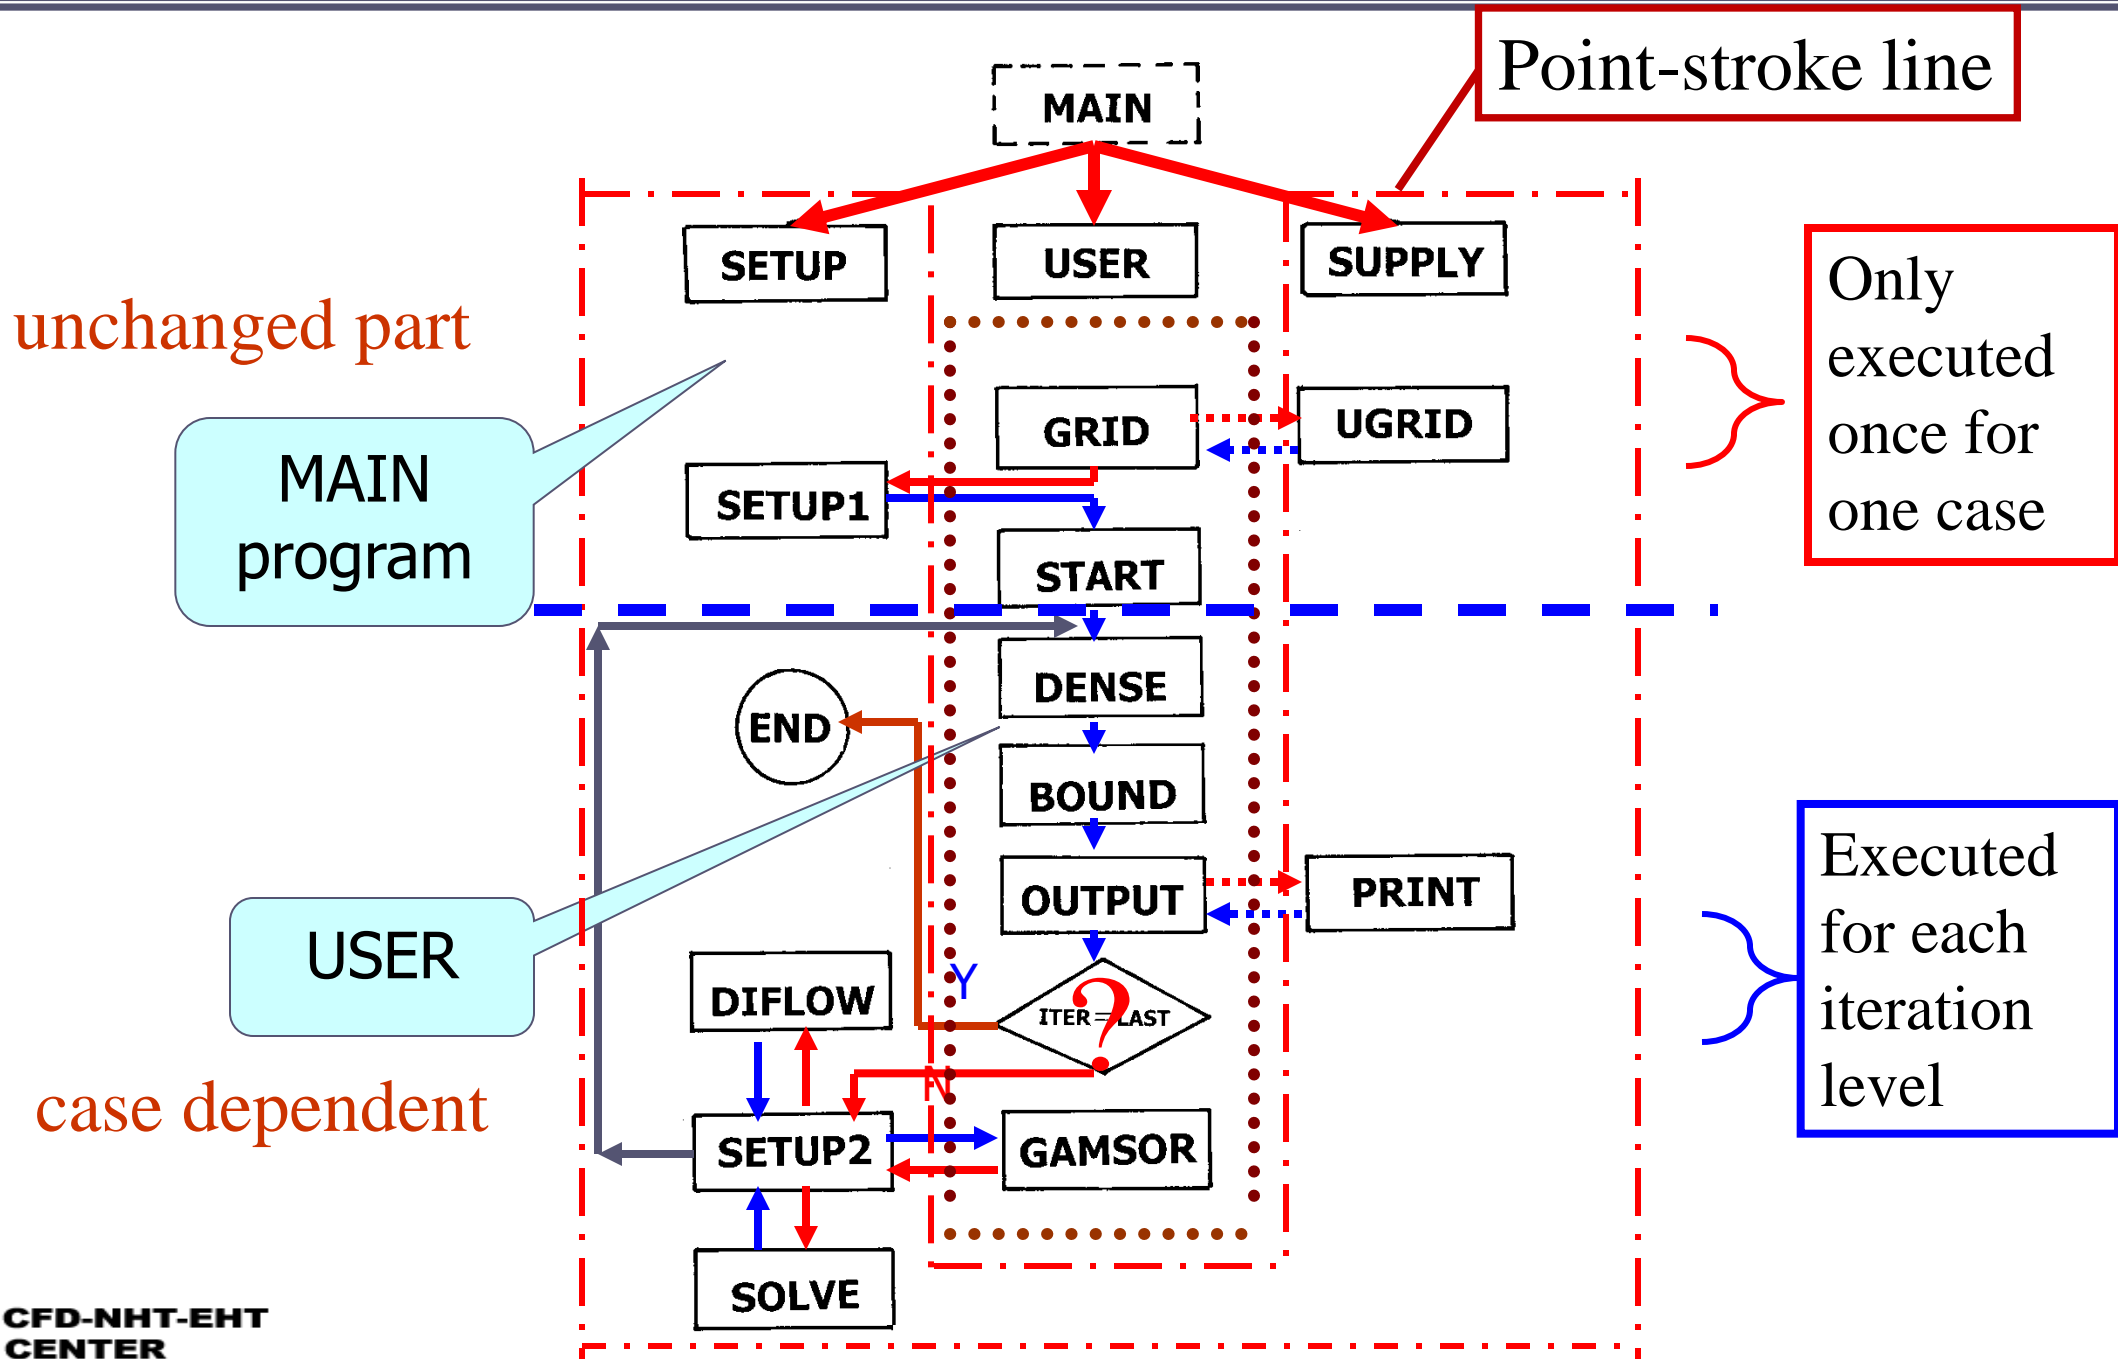 Point-stroke line
MAIN
SETUP
USER
SUPPLY
unchanged part
Only
executed
once for
one case
GRID
UGRID
MAIN
program
SETUP1
START
DENSE
END
BOUND
OUTPUT
PRINT
Executed
for each
iteration
level
USER
DIFLOW
Y
ITER=LAST
?
N
case dependent
SETUP2
GAMSOR
SOLVE
CFD-NHT-EHT
CENTER